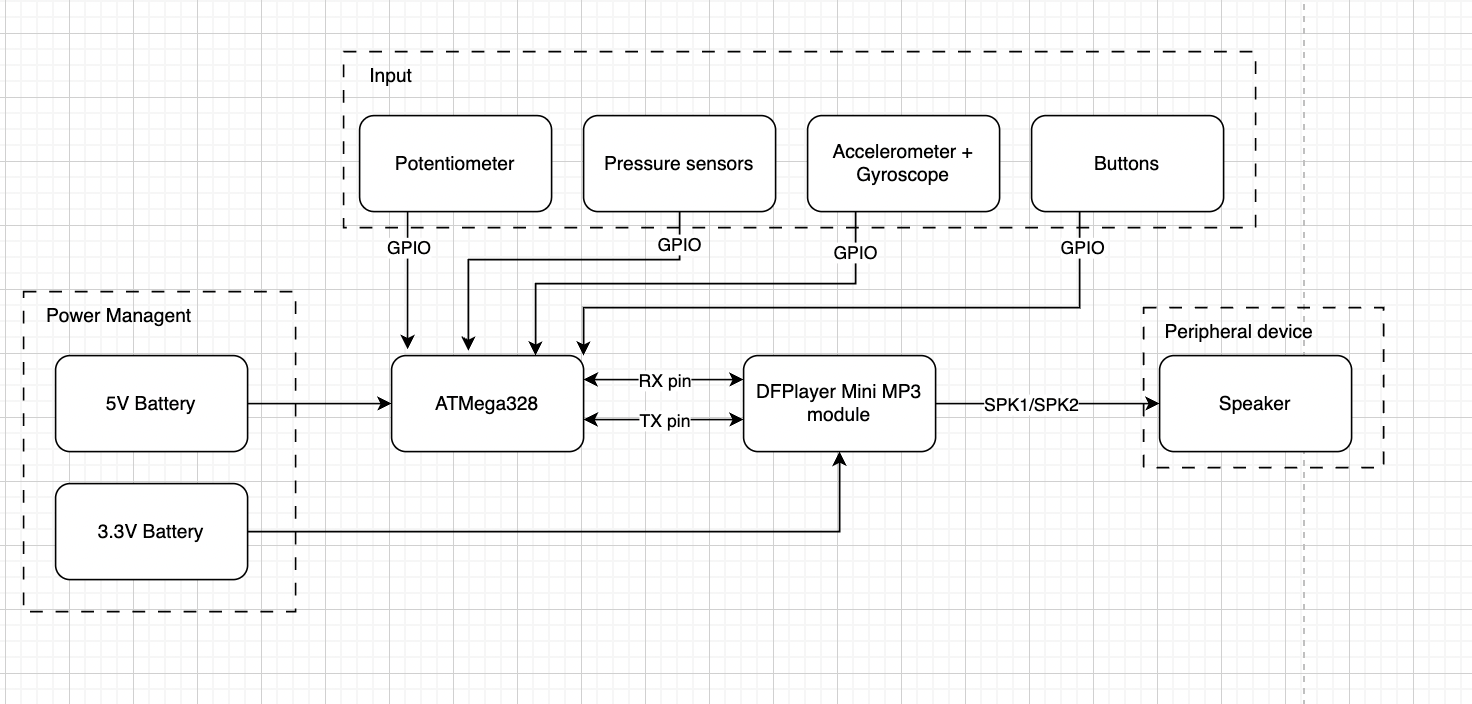 Input
Potentiometer
Pressure sensors
Accelerometer +
Gyroscope
Buttons
GPIO
GPIO
GPIO
GPIO
Power Managent
5V Battery
3.3V Battery
ATMega328
RX pin
TX pin
DFPlayer Mini MP3
module
SPK1/SPK2
Peripheral device
Speaker